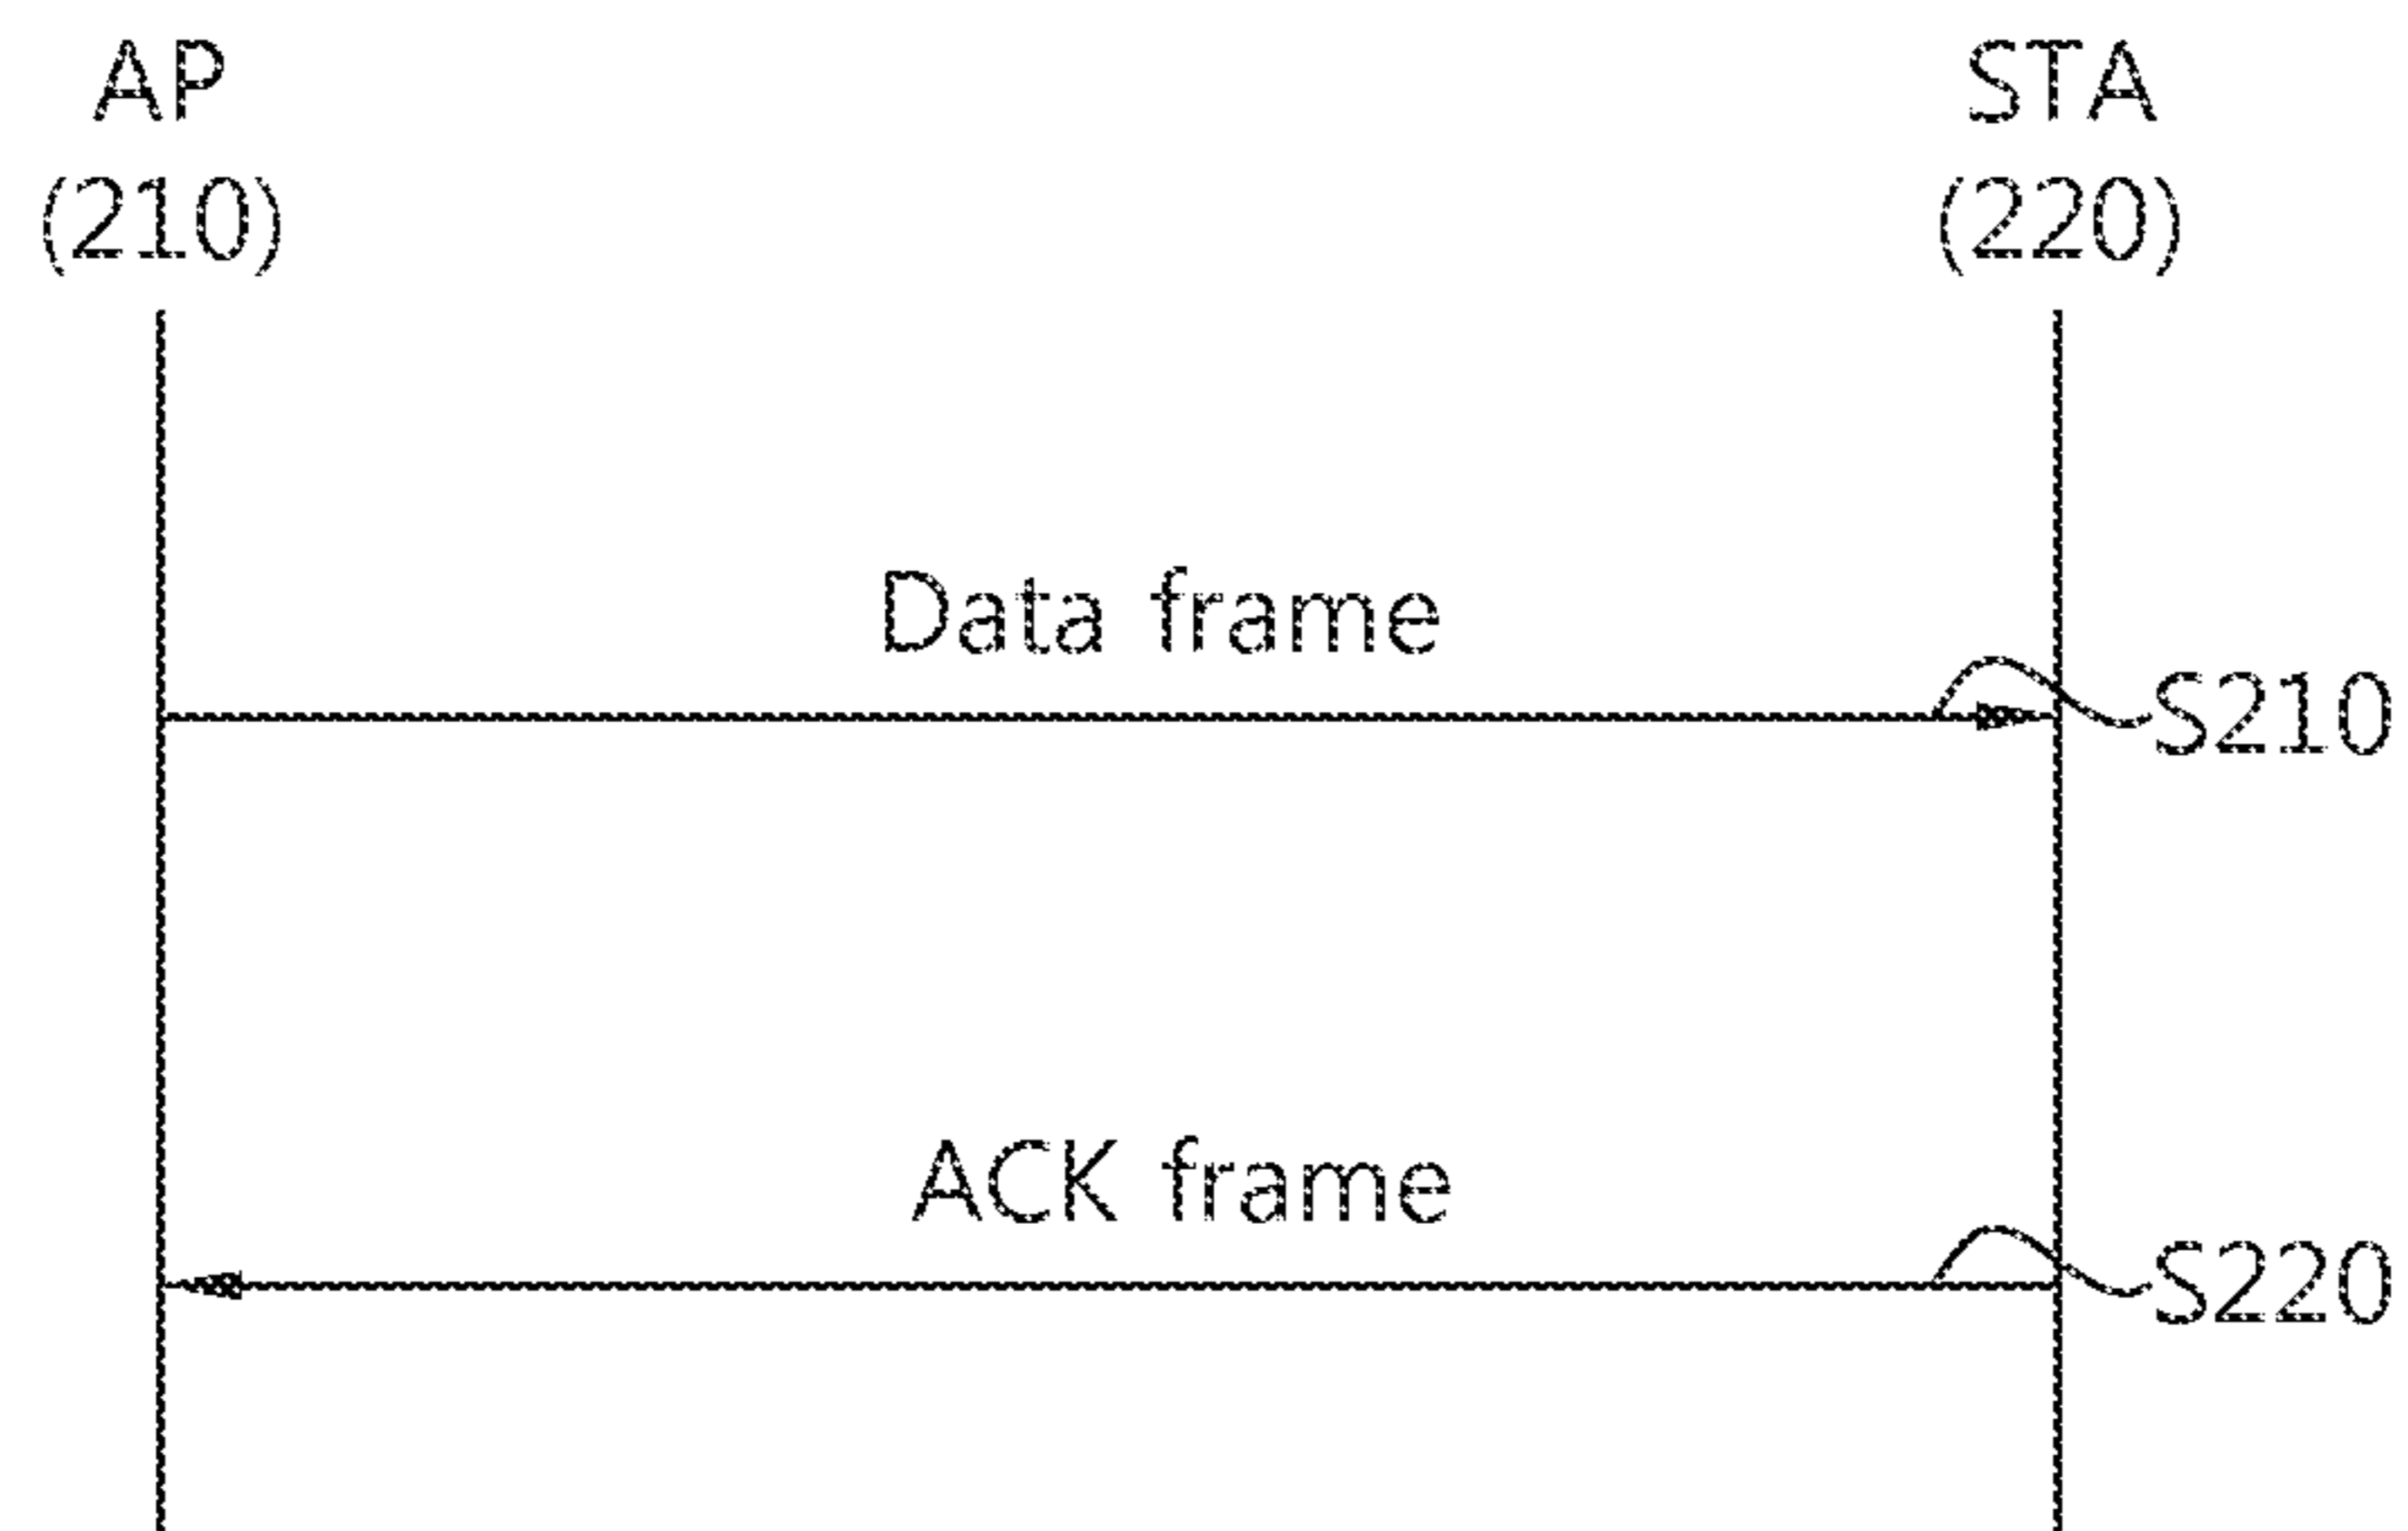 AP
(210)
STA
(220)
Data frame
S210
ACK frame
S220